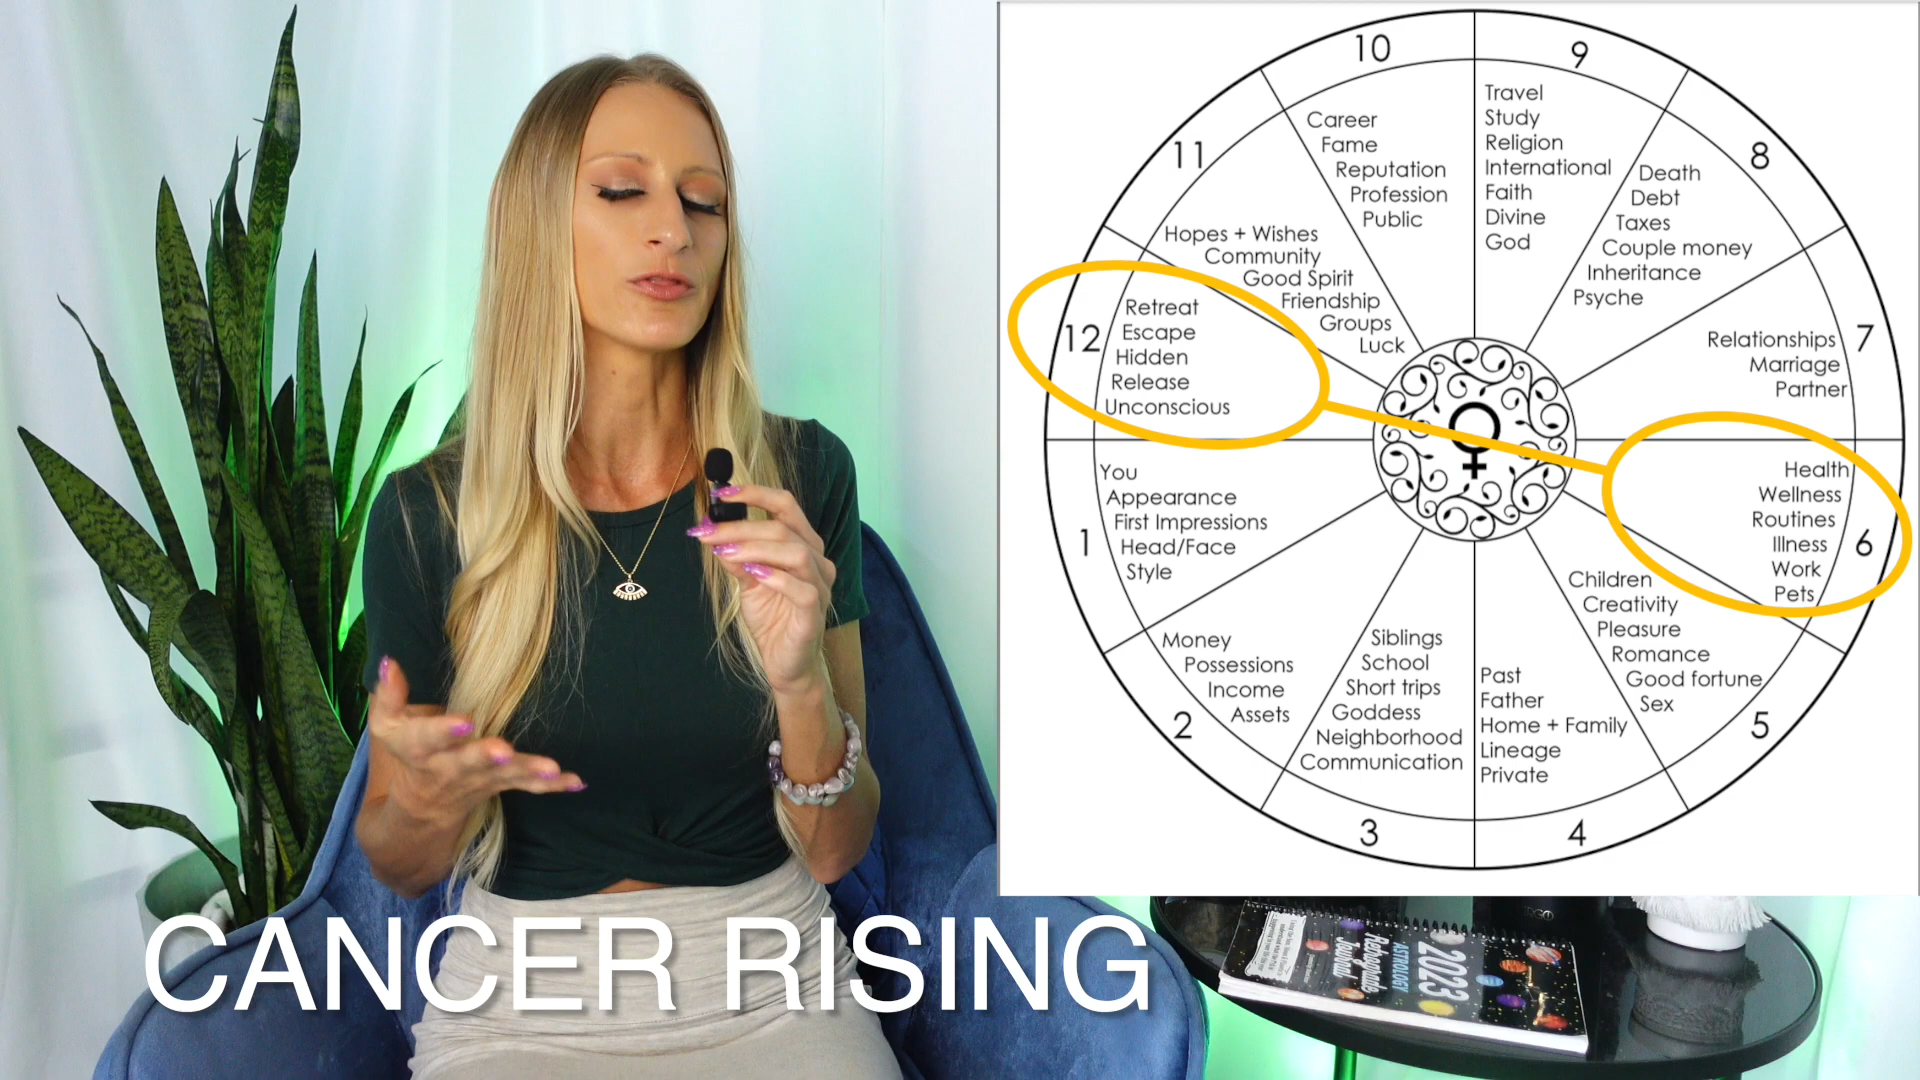 10
Career
Fame
Reputation
Profession
Public
9
Travel
Study
Religion
International
Faith
Divine
God
8
Death
Debt
Taxes
Couple money
Inheritance
Psyche
11
Hopes + Wishes
Community
Good Spirit
Friendship
Groups
Luck
7
Relationships
Marriage
Partner
12
Retreat
Escape
Hidden
Release
Unconscious
1
You
Appearance
First Impressions
Head/Face
Style
6
Health
Wellness
Routines
Illness
Work
Pets
2
Money
Possessions
Income
Assets
3
Siblings
School
Short trips
Goddess
Neighborhood
Communication
4
Past
Father
Home + Family
Lineage
Private
5
Children
Creativity
Pleasure
Romance
Good fortune
Sex
CANCER RISING
2023
ASTROLOGY
Retrograde
Journal